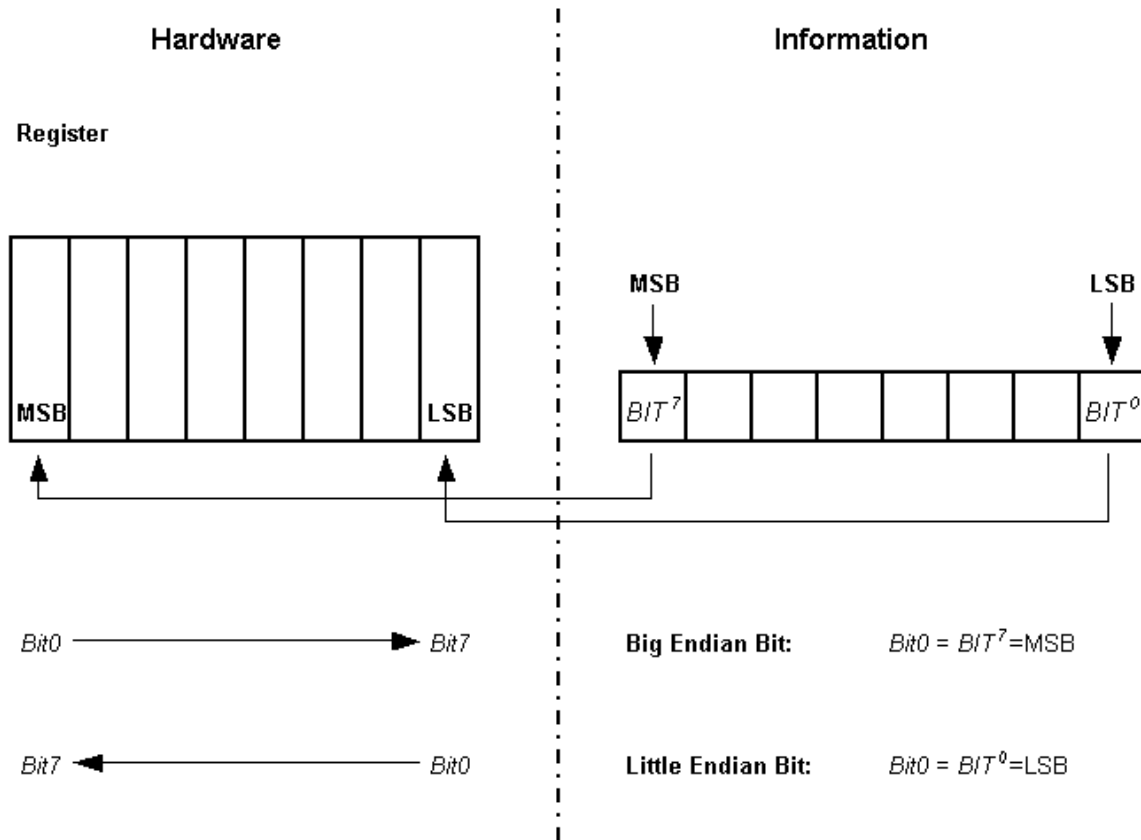 Hardware
Information
Register
MSB
LSB
MSB
LSB
BIT⁷
BIT⁰
Bit0
Bit7
Big Endian Bit:
Bit0 = BIT⁷=MSB
Bit7
Bit0
Little Endian Bit:
Bit0 = BIT⁰=LSB